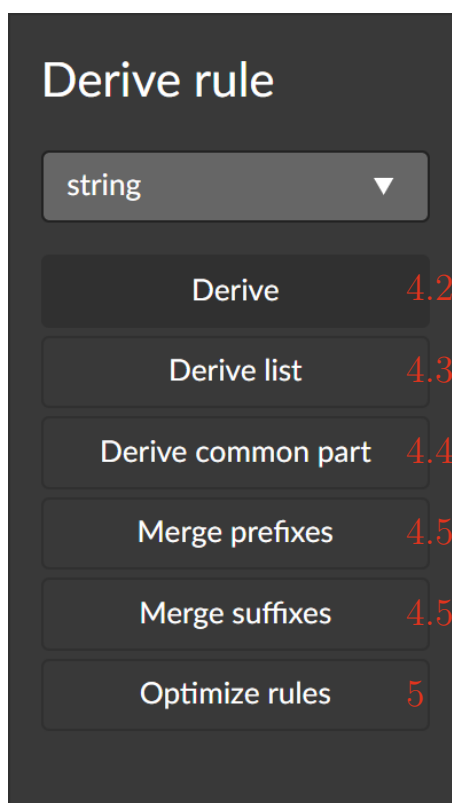 Derive rule
string
Derive 4.2
Derive list 4.3
Derive common part 4.4
Merge prefixes 4.5
Merge suffixes 4.5
Optimize rules 5